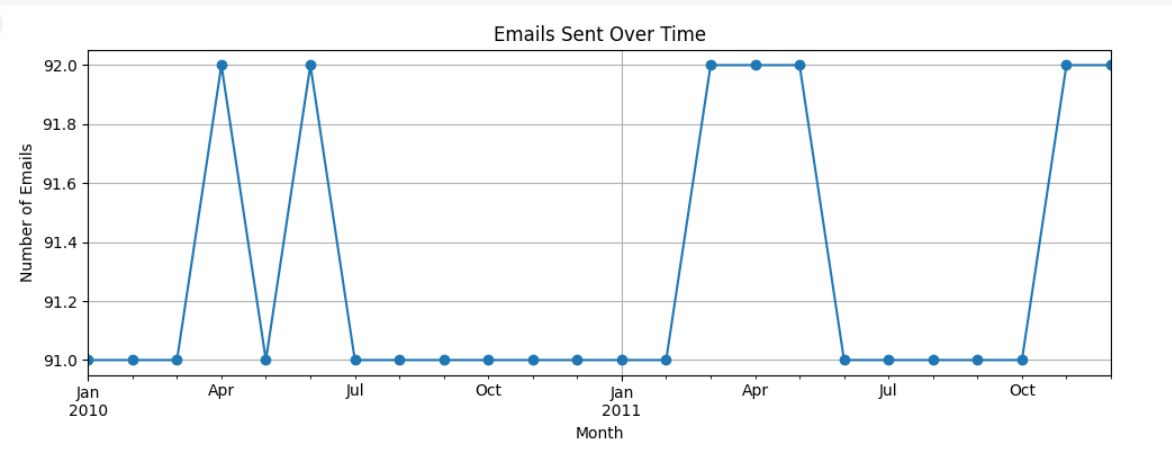 Emails Sent Over Time
Number of Emails
92.0
91.8
91.6
91.4
91.2
91.0
Jan Apr Jul Oct Jan Apr Jul Oct
2010 2011
Month